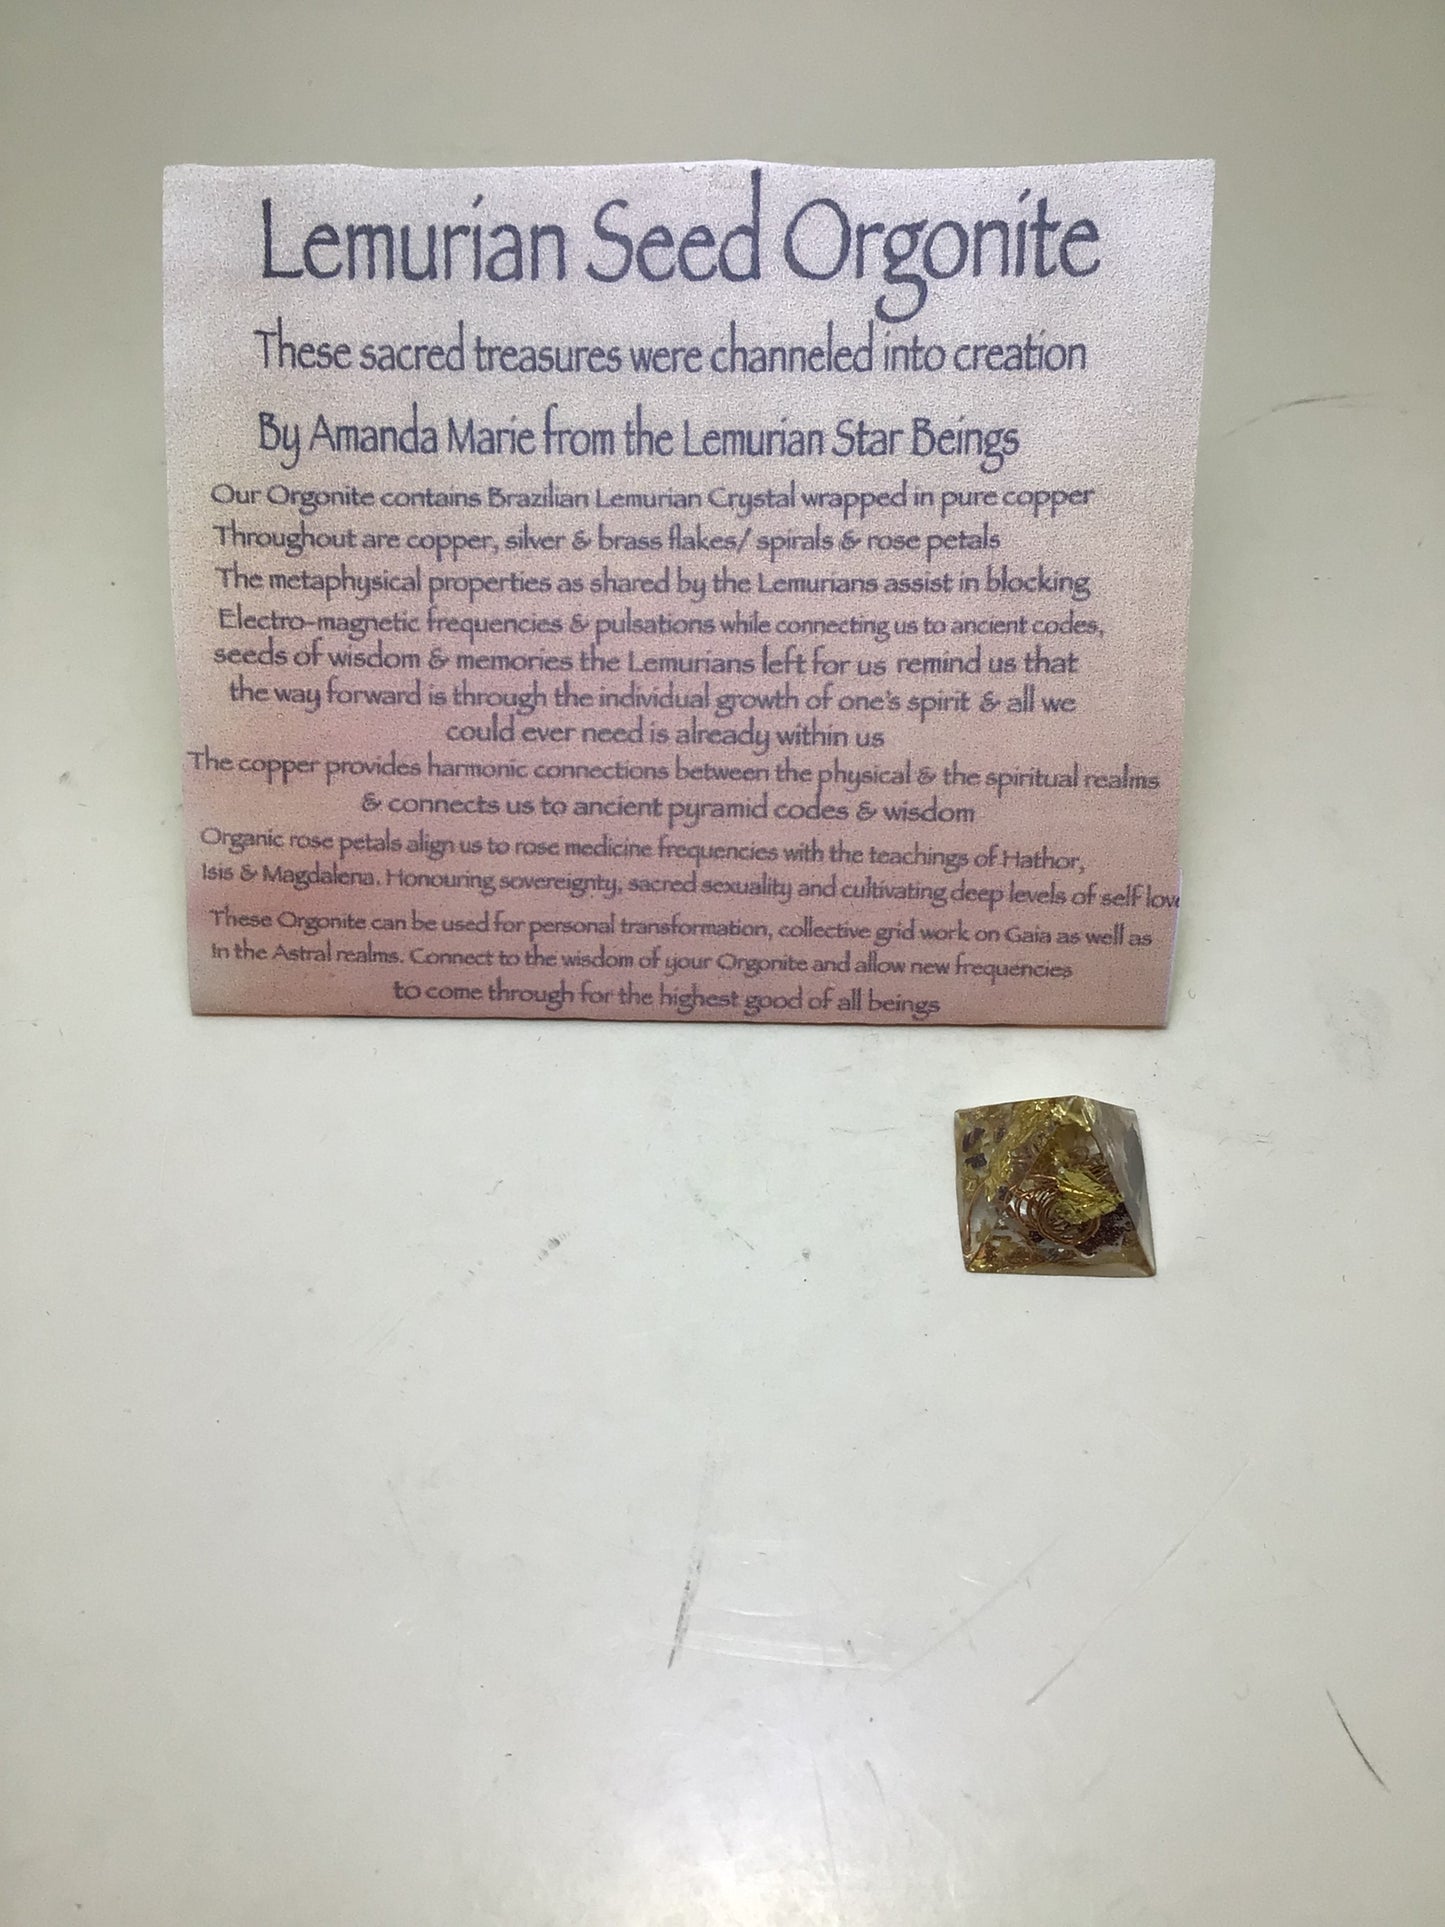 Lemurian Seed Orgonite
These sacred treasures were channeled into creation
By Amanda Marie from the Lemurian Star Beings
Our Orgonite contains Brazilian Lemurian Crystal wrapped in pure copper
Throughout are copper, silver & brass flakes/ spirals & rose petals
The metaphysical properties as shared by the Lemurians assist in blocking
Electro-magnetic frequencies & pulsations while connecting us to ancient codes,
seeds of wisdom & memories the Lemurians left for us remind us that
the way forward is through the individual growth of one's spirit & all we
could ever need is already within us
The copper provides harmonic connections between the physical & the spiritual realms
& connects us to ancient pyramid codes & wisdom
Organic rose petals align us to rose medicine frequencies with the teachings of Hathor,
Isis & Magdalena. Honouring sovereignty, sacred sexuality and cultivating deep levels of self love
These Orgonite can be used for personal transformation, collective grid work on Gaia as well as
In the Astral realms. Connect to the wisdom of your Orgonite and allow new frequencies
to come through for the highest good of all beings